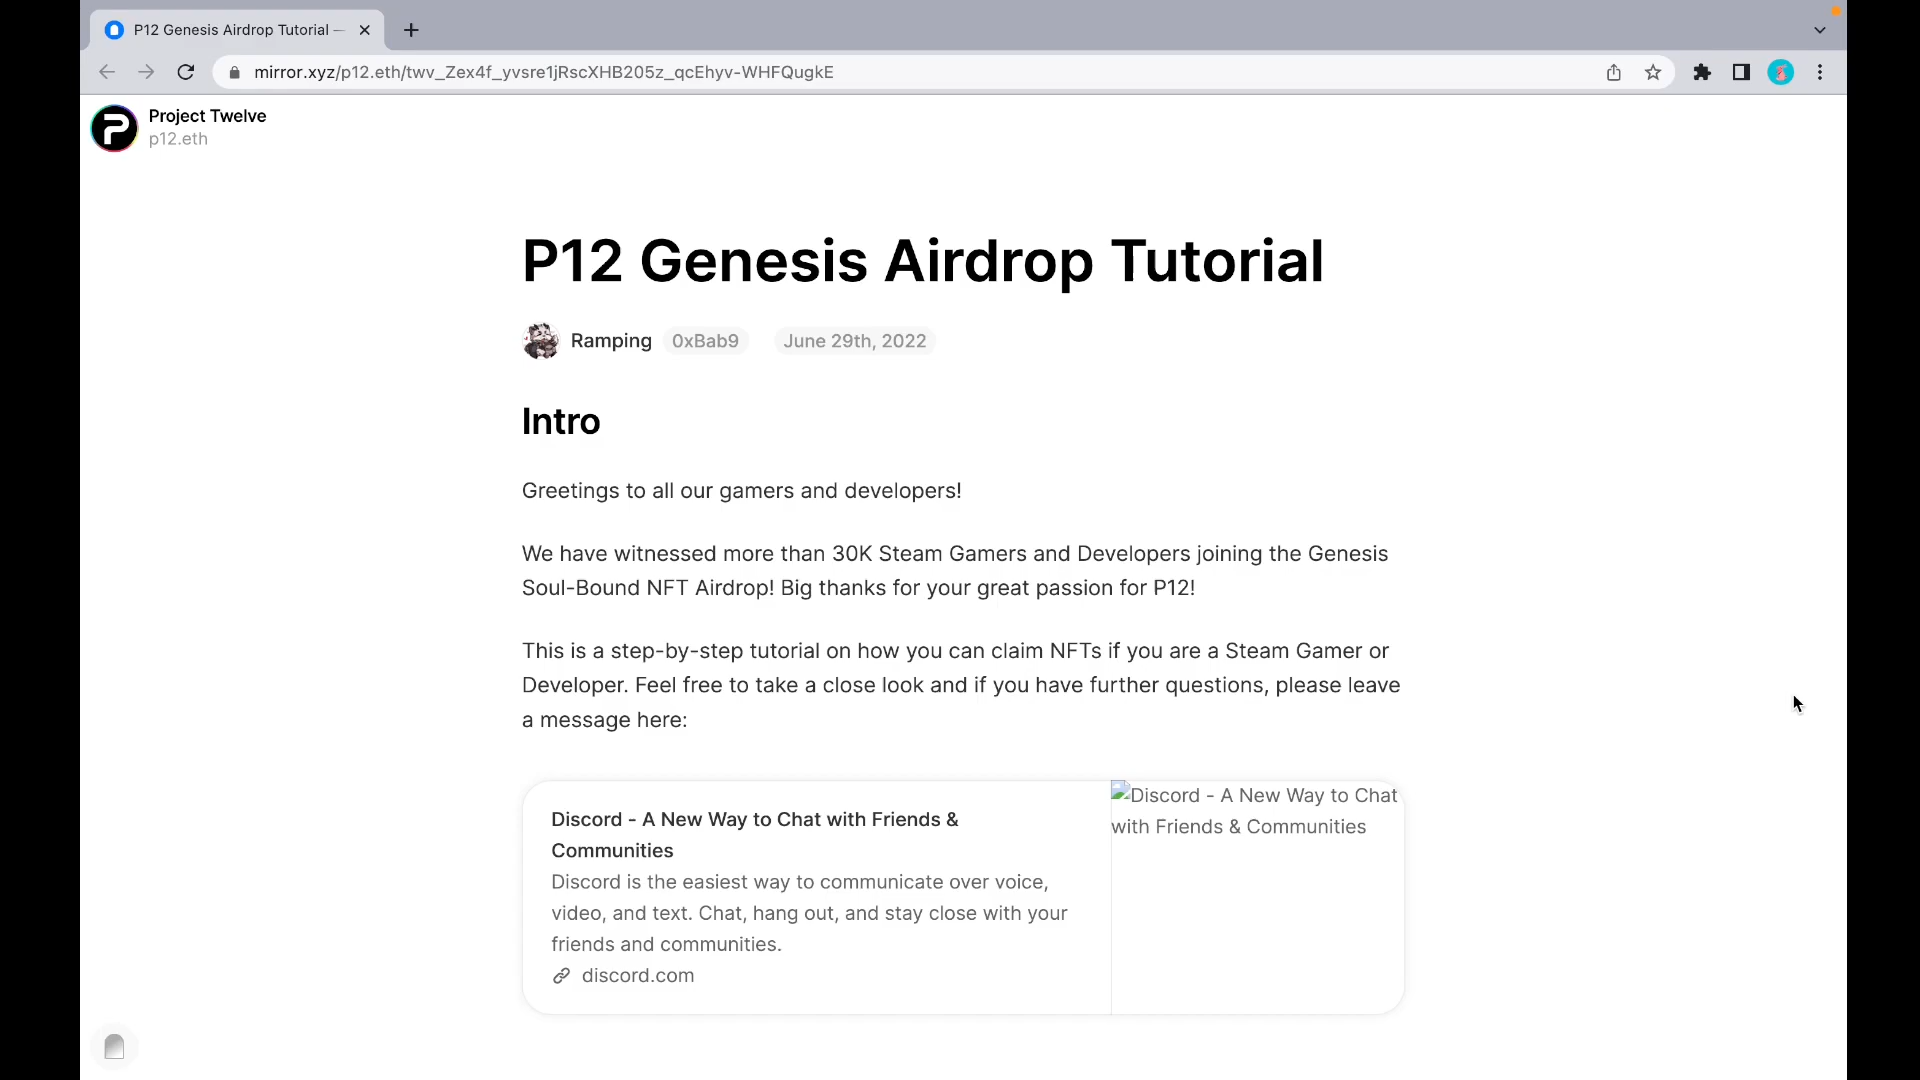 P12 Genesis Airdrop Tutorial —
mirror.xyz/p12.eth/twv_Zex4f_yvsre1jRscXHB205z_qcEhyv-WHFQugkE
Project Twelve
p12.eth
P12 Genesis Airdrop Tutorial
Ramping 0xBab9 June 29th, 2022
Intro
Greetings to all our gamers and developers!
We have witnessed more than 30K Steam Gamers and Developers joining the Genesis
Soul-Bound NFT Airdrop! Big thanks for your great passion for P12!
This is a step-by-step tutorial on how you can claim NFTs if you are a Steam Gamer or
Developer. Feel free to take a close look and if you have further questions, please leave
a message here:
Discord - A New Way to Chat with Friends &
Communities
Discord is the easiest way to communicate over voice,
video, and text. Chat, hang out, and stay close with your
friends and communities.
discord.com
Discord - A New Way to Chat
with Friends & Communities